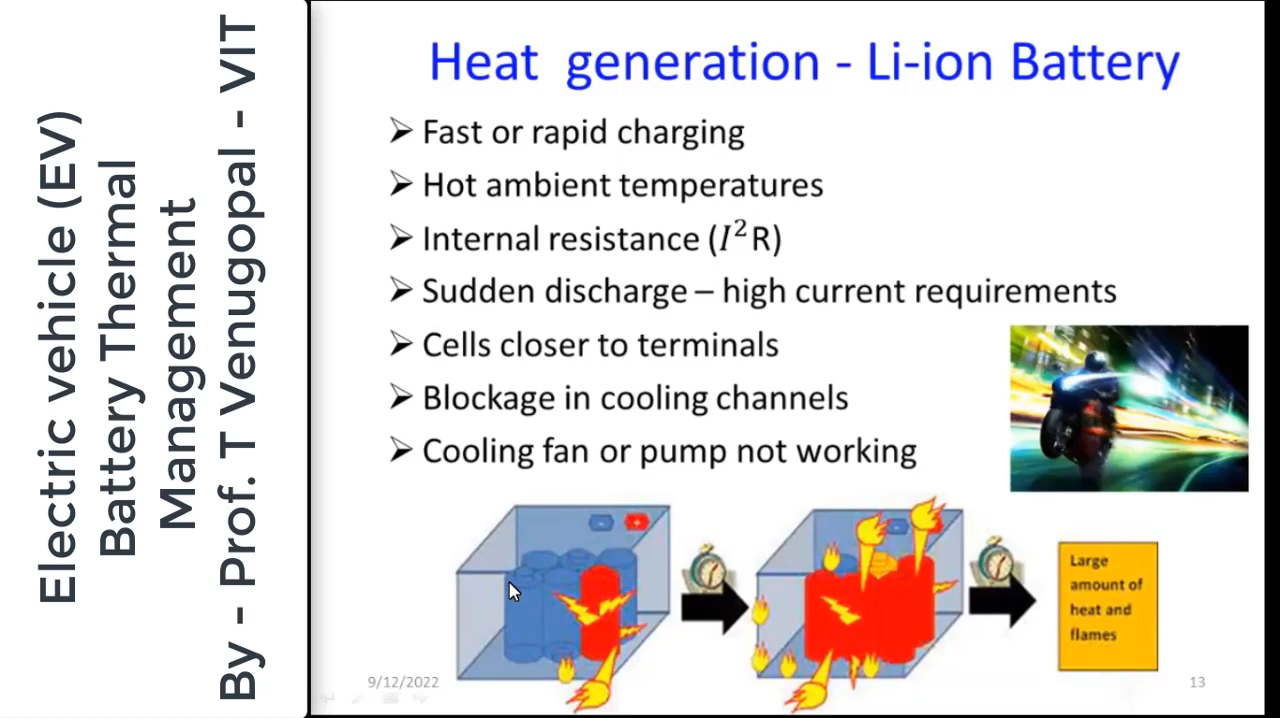 Electric vehicle (EV)
Battery Thermal
Management
By - Prof. T Venugopal - VIT
Heat generation - Li-ion Battery
➢ Fast or rapid charging
➢ Hot ambient temperatures
➢ Internal resistance (I²R)
➢ Sudden discharge – high current requirements
➢ Cells closer to terminals
➢ Blockage in cooling channels
➢ Cooling fan or pump not working
Large
amount of
heat and
flames
9/12/2022
13